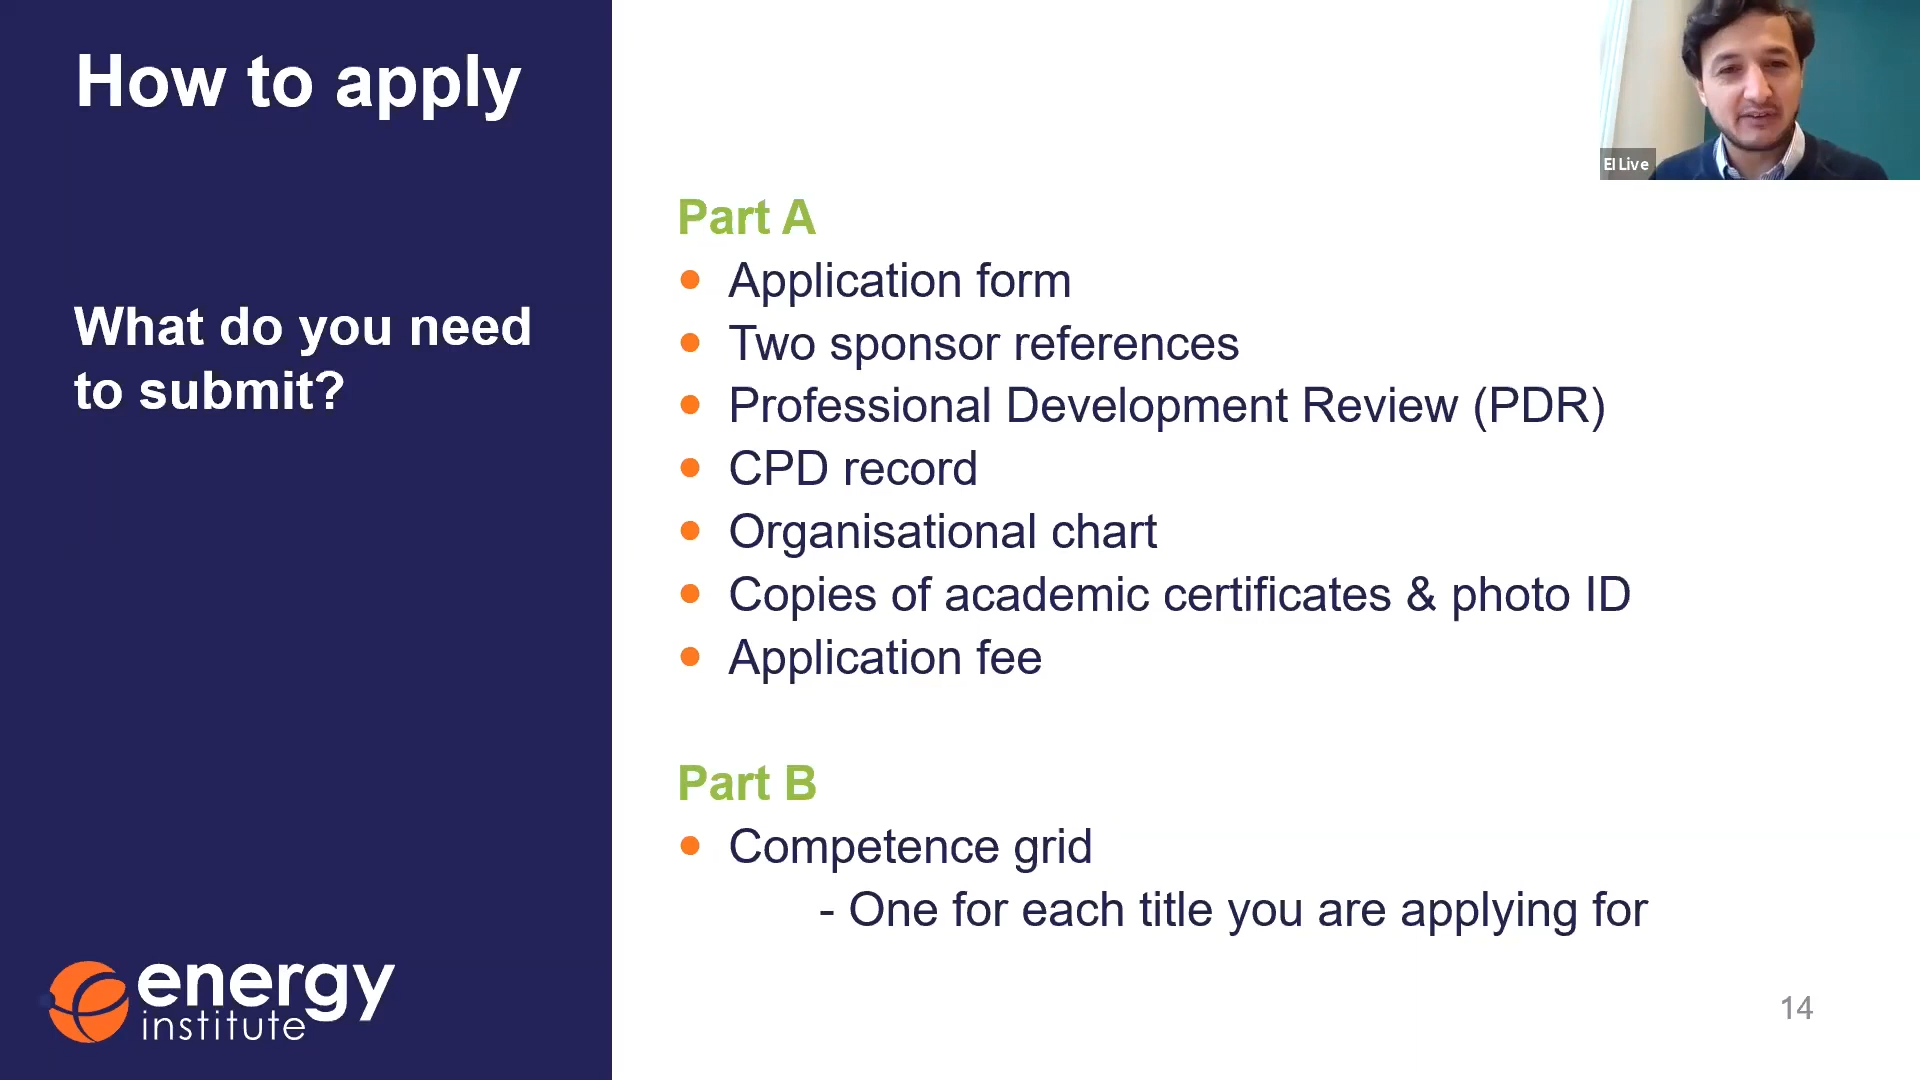 How to apply
What do you need
to submit?
Part A
Application form
Two sponsor references
Professional Development Review (PDR)
CPD record
Organisational chart
Copies of academic certificates & photo ID
Application fee
Part B
Competence grid
- One for each title you are applying for
energy
institute
14
EI Live